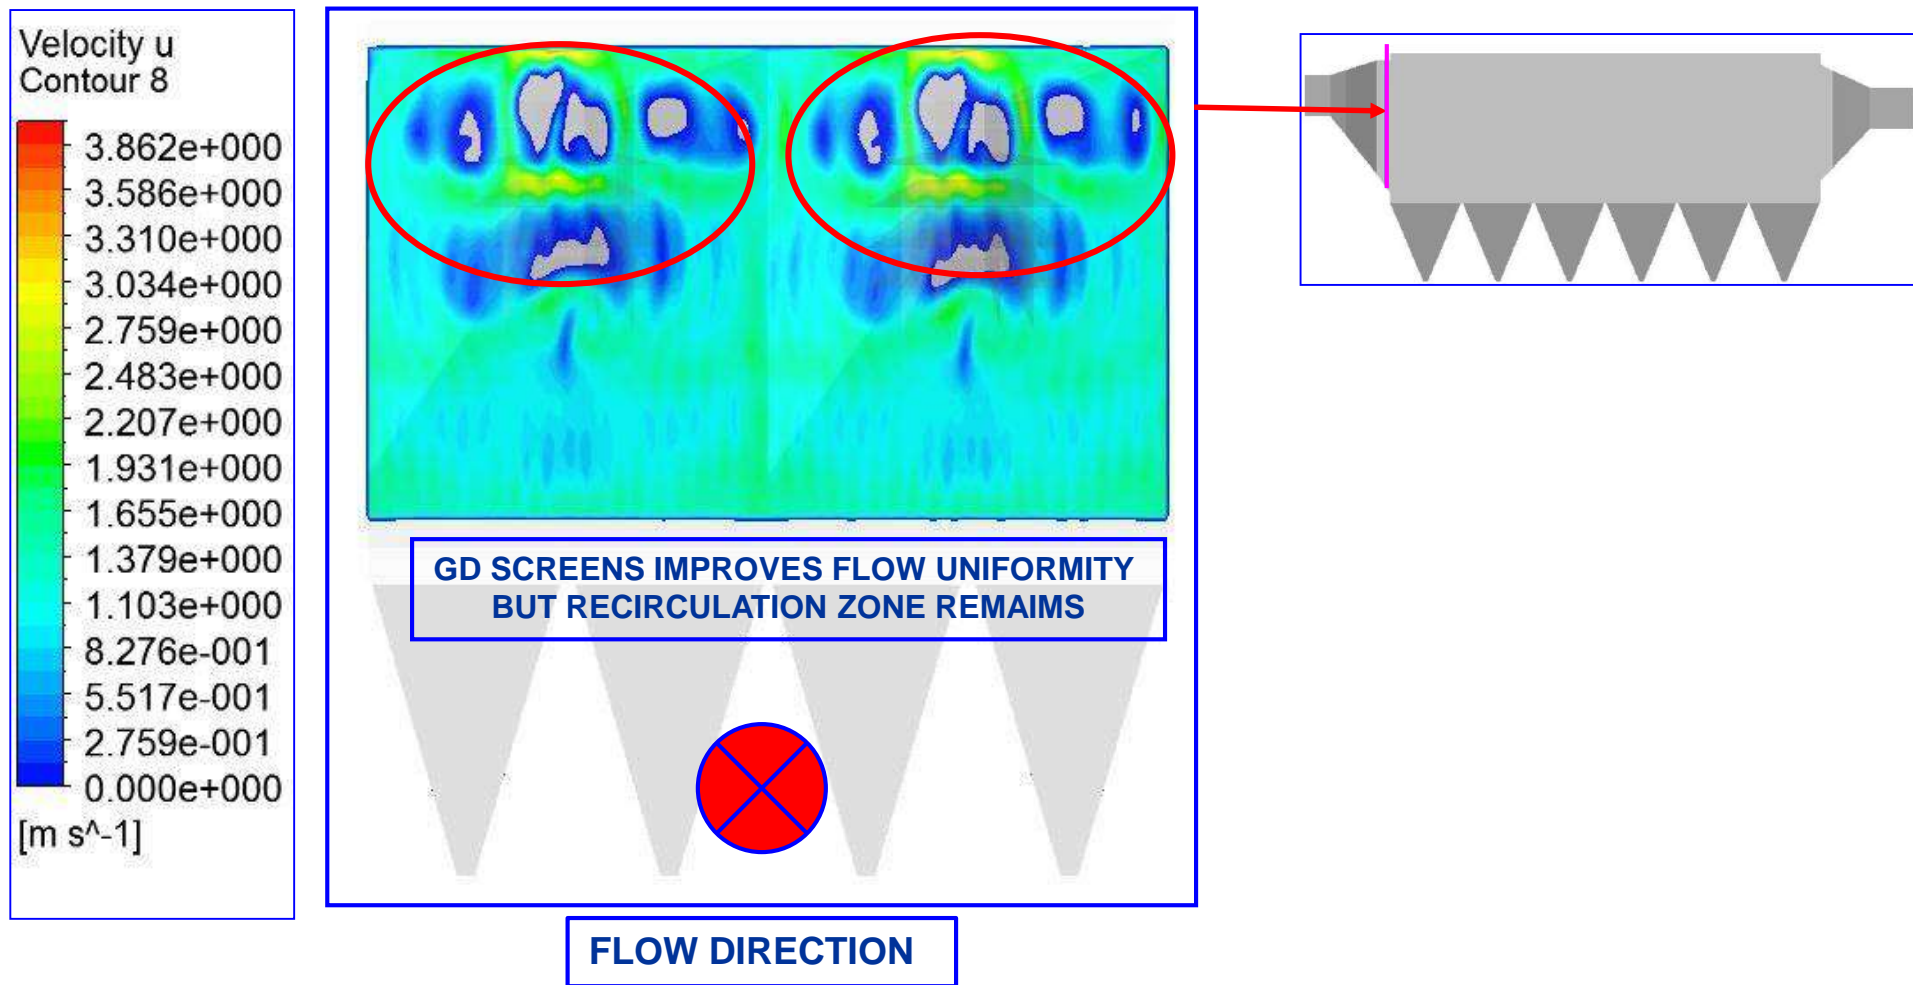 Velocity u
Contour 8
3.862e+000
3.586e+000
3.310e+000
3.034e+000
2.759e+000
2.483e+000
2.207e+000
1.931e+000
1.655e+000
1.379e+000
1.103e+000
8.276e-001
5.517e-001
2.759e-001
0.000e+000
[m s^-1]
GD SCREENS IMPROVES FLOW UNIFORMITY
BUT RECIRCULATION ZONE REMAIMS
FLOW DIRECTION